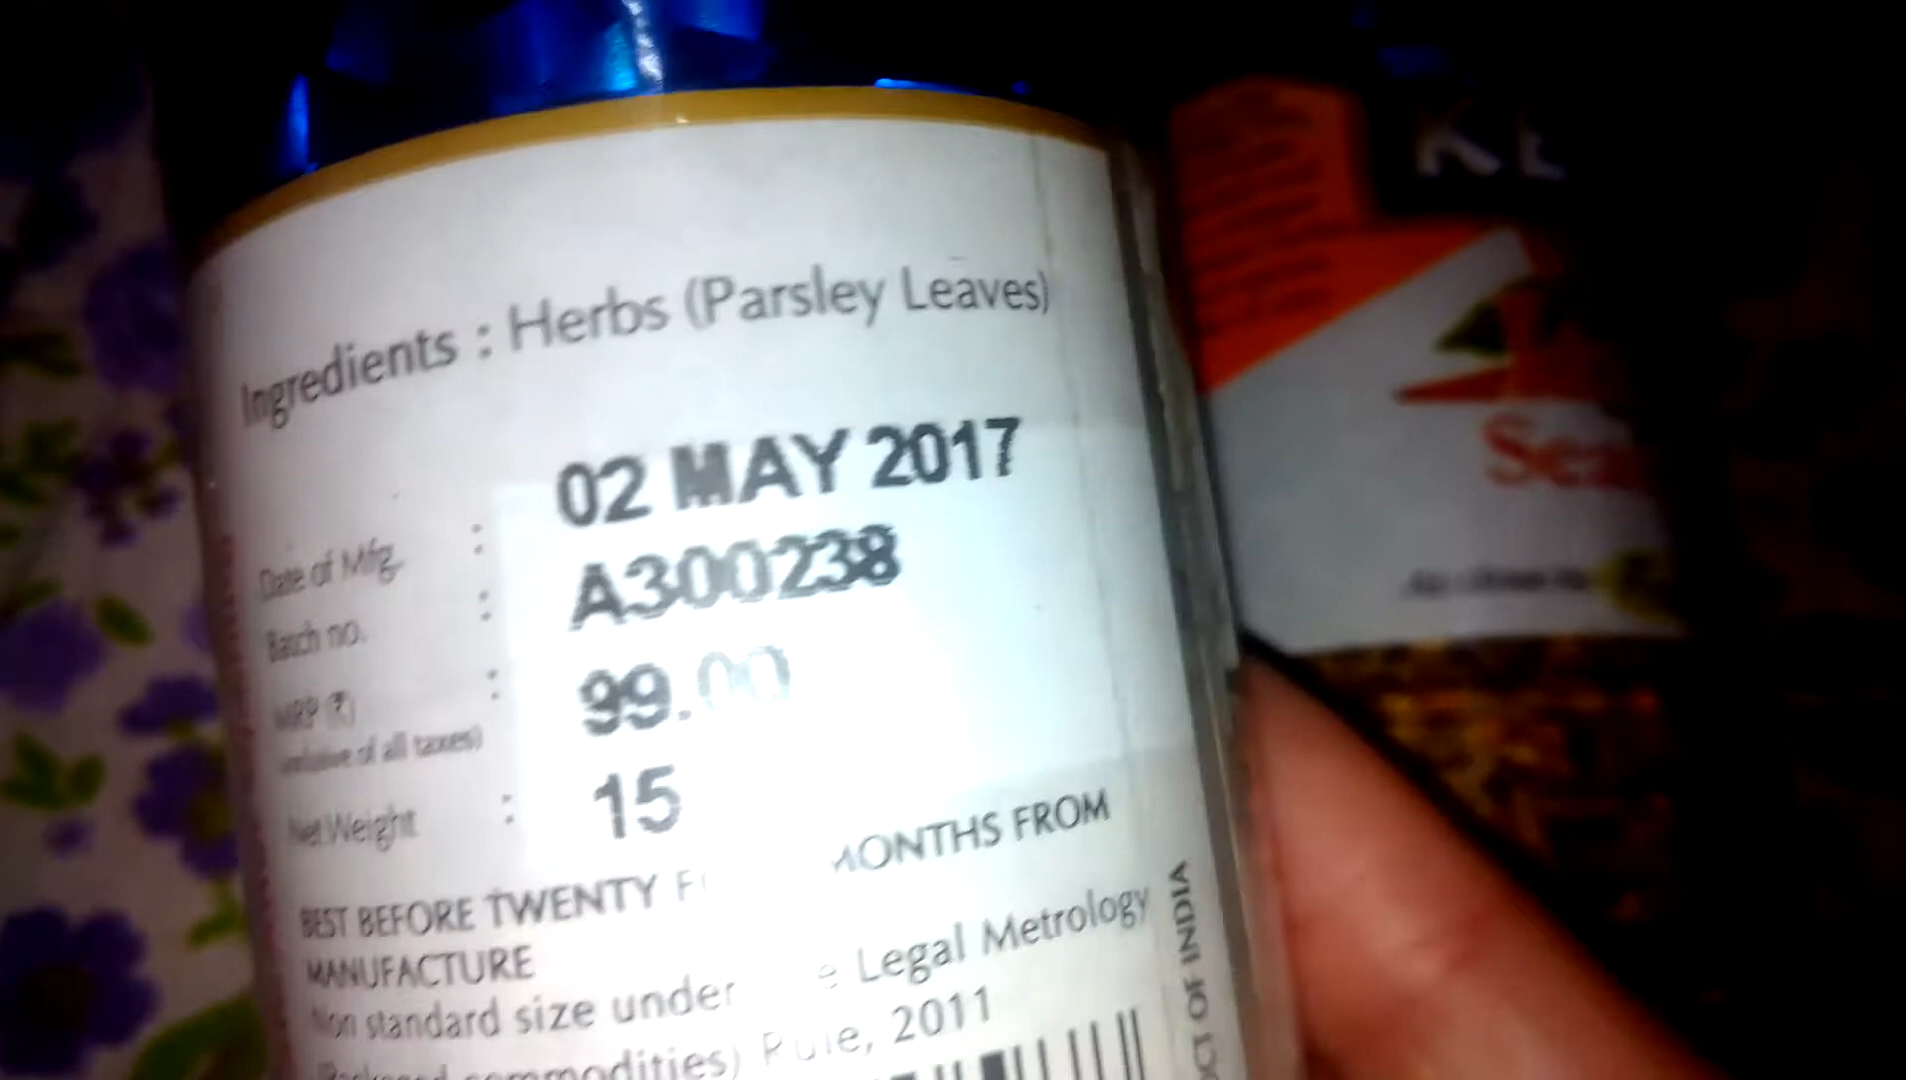 Ingredients : Herbs (Parsley Leaves)
Date of Mfg. : 02 MAY 2017
Batch no. : A300238
MRP (₹) : 99.00
(inclusive of all taxes)
Net Weight : 15
BEST BEFORE TWENTY MONTHS FROM
MANUFACTURE
Non standard size under Legal Metrology
commodities) Rule, 2011
OF INDIA